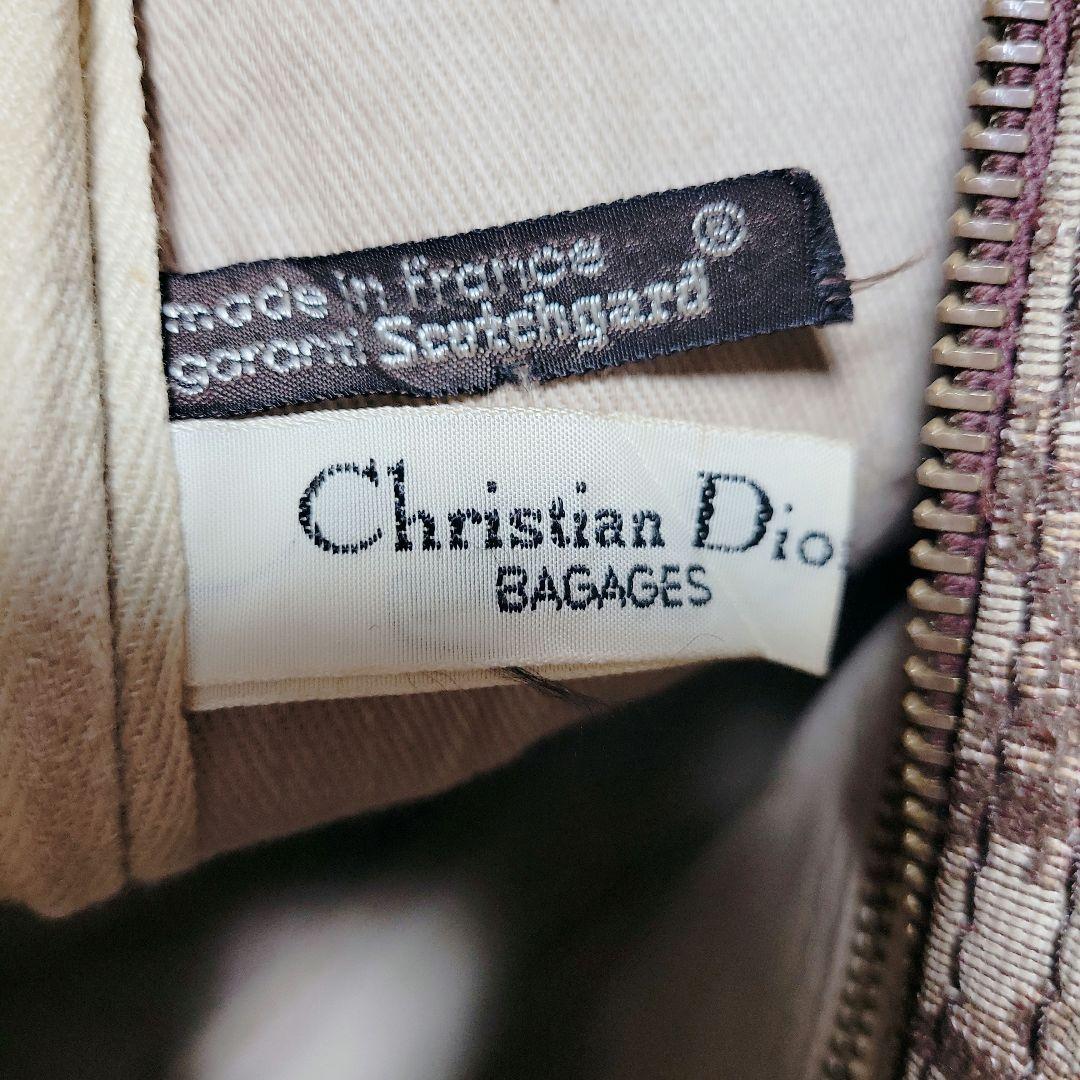 made in france
garanti Scotchgard ®
Christian Dio
BAGAGES